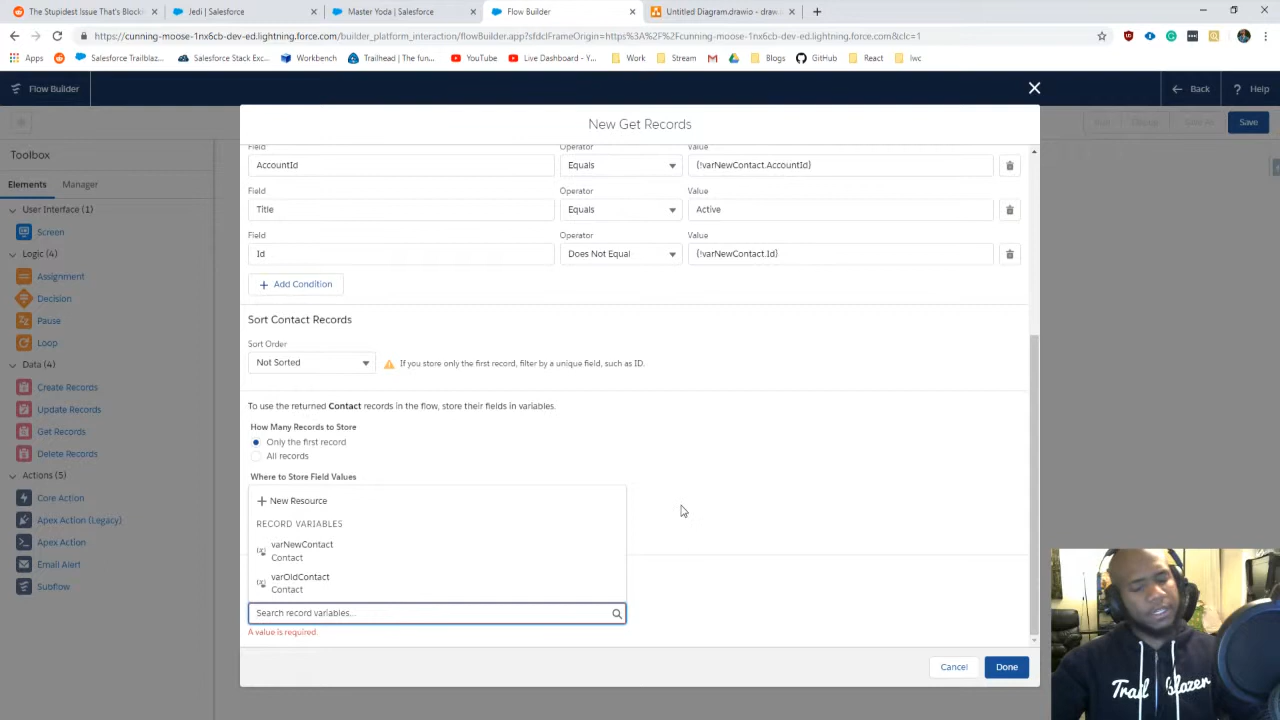 The Stupidest Issue That's Block
Jedi | Salesforce
Master Yoda | Salesforce
Flow Builder
Untitled Diagram.drawio - draw.i
https://cunning-moose-1nx6cb-dev-ed.lightning.force.com/builder_platform_interaction/flowBuilder.app?sfdcIFrameOrigin=https%3A%2F%2Fcunning-moose-1nx6cb-dev-ed.lightning.force.com&clc=1
Apps
Salesforce Trailblaz...
Salesforce Stack Exc...
Workbench
Trailhead | The fun...
YouTube
Live Dashboard - Y...
Work
Stream
Blogs
GitHub
React
lwc
Flow Builder
Back
? Help
New Get Records
Save
Toolbox
Elements
Manager
User Interface (1)
Screen
Logic (4)
Assignment
Decision
Pause
Loop
Data (4)
Create Records
Update Records
Get Records
Delete Records
Actions (5)
Core Action
Apex Action (Legacy)
Apex Action
Email Alert
Subflow
Field
Operator
Value
AccountId
Equals
{!varNewContact.AccountId}
Field
Operator
Value
Title
Equals
Active
Field
Operator
Value
Id
Does Not Equal
{!varNewContact.Id}
+ Add Condition
Sort Contact Records
Sort Order
Not Sorted
If you store only the first record, filter by a unique field, such as ID.
To use the returned Contact records in the flow, store their fields in variables.
How Many Records to Store
Only the first record
All records
Where to Store Field Values
+ New Resource
RECORD VARIABLES
varNewContact
Contact
varOldContact
Contact
Search record variables...
A value is required.
Cancel
Done
Trailblazer